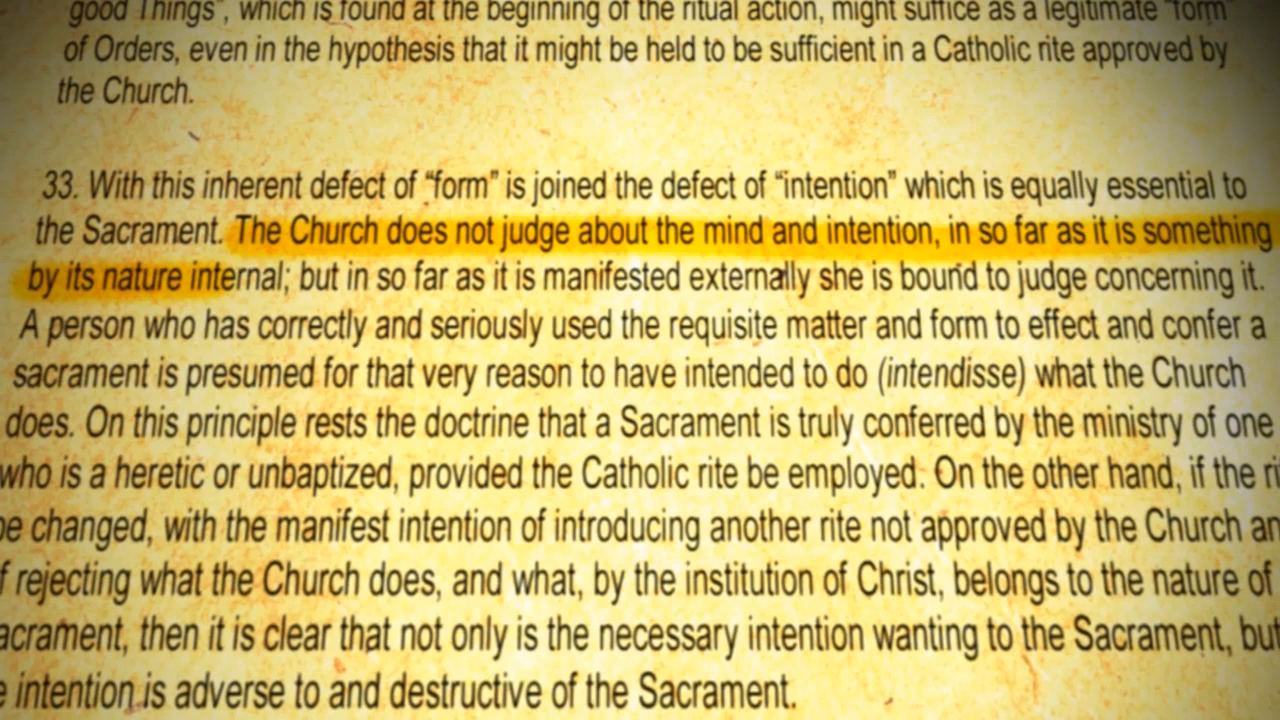 good Things", which is found at the beginning of the ritual action, might suffice as a legitimate "form"
of Orders, even in the hypothesis that it might be held to be sufficient in a Catholic rite approved by
the Church.
33. With this inherent defect of “form” is joined the defect of “intention” which is equally essential to
the Sacrament. The Church does not judge about the mind and intention, in so far as it is something
by its nature internal; but in so far as it is manifested externally she is bound to judge concerning it.
A person who has correctly and seriously used the requisite matter and form to effect and confer a
sacrament is presumed for that very reason to have intended to do (intendisse) what the Church
does. On this principle rests the doctrine that a Sacrament is truly conferred by the ministry of one
who is a heretic or unbaptized, provided the Catholic rite be employed. On the other hand, if the
be changed, with the manifest intention of introducing another rite not approved by the Church
rejecting what the Church does, and what, by the institution of Christ, belongs to the nature of
acrament, then it is clear that not only is the necessary intention wanting to the Sacrament, but
intention is adverse to and destructive of the Sacrament.